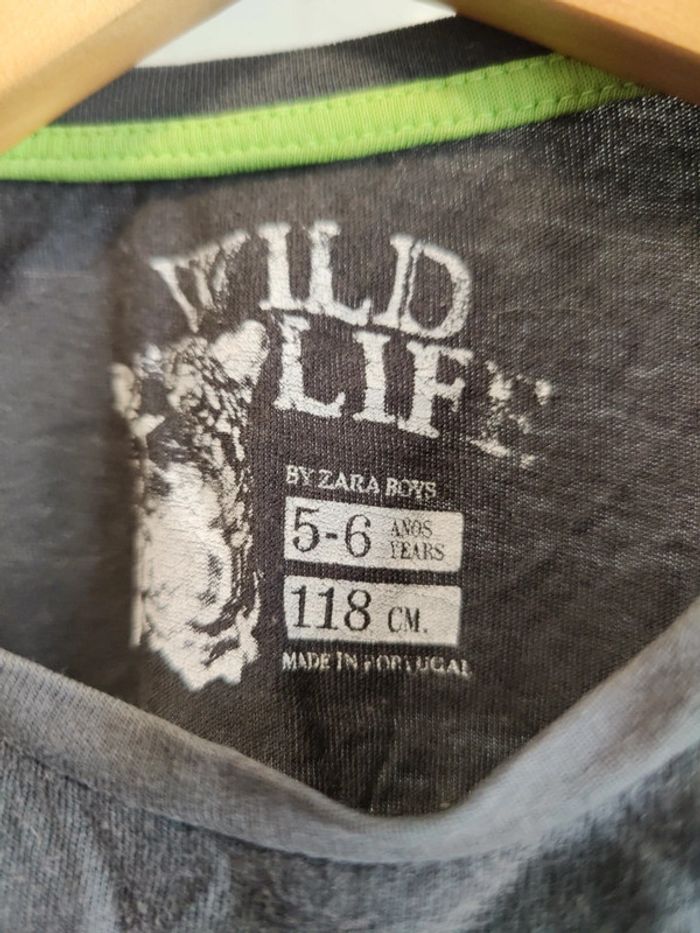 WILD
LIFE
BY ZARA BOYS
5-6 AÑOS
YEARS
118 CM.
MADE IN PORTUGAL